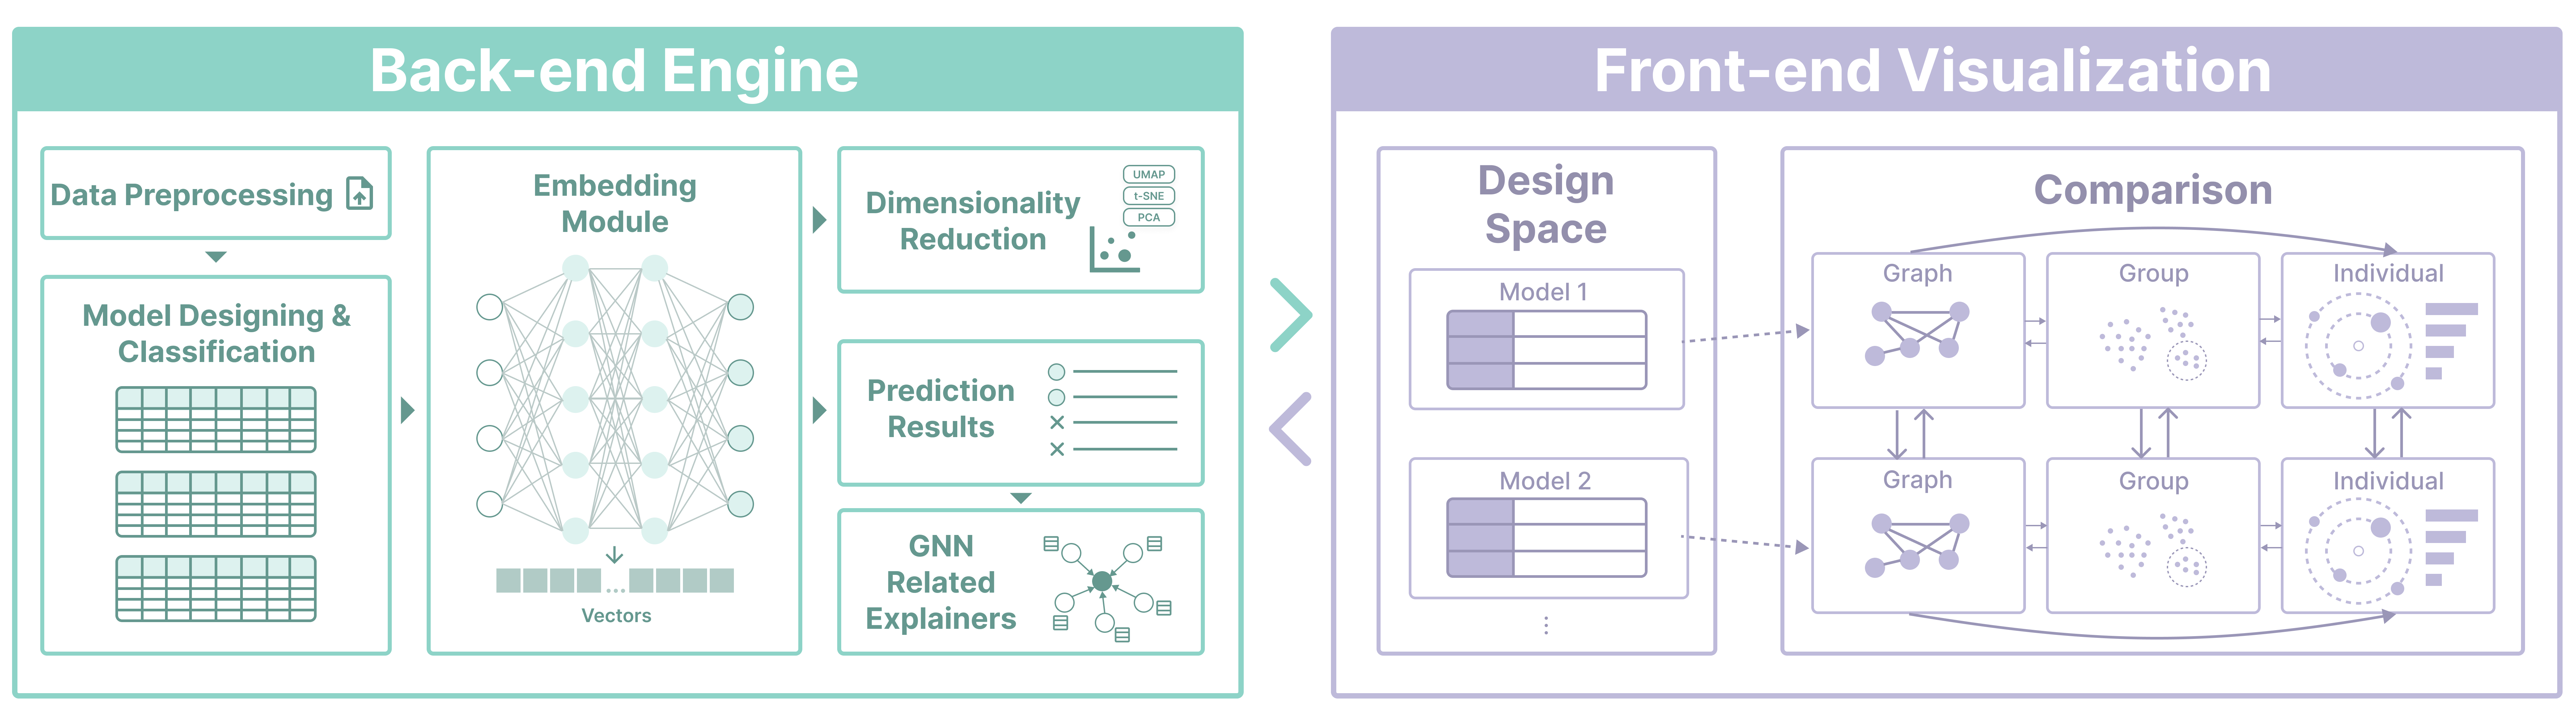 Back-end Engine
Data Preprocessing
Model Designing &
Classification
Embedding
Module
...
Vectors
Dimensionality
Reduction
UMAP
t-SNE
PCA
Prediction
Results
GNN
Related
Explainers
Front-end Visualization
Design
Space
Model 1
Model 2
⋮
Comparison
Graph
Group
Individual
Graph
Group
Individual